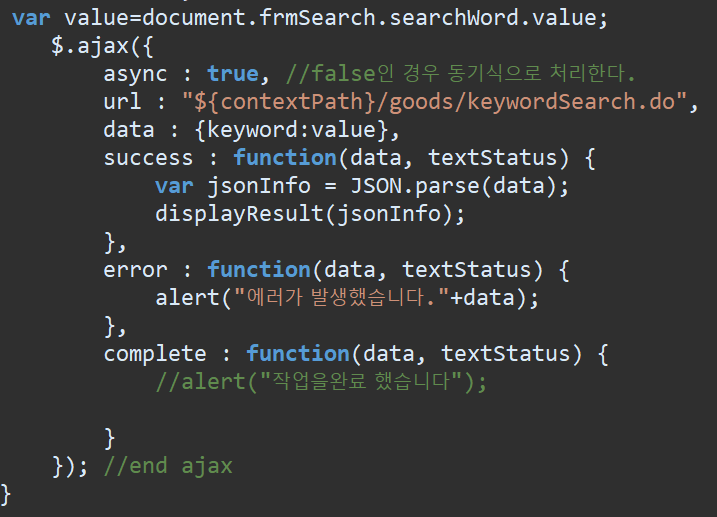 var value=document.frmSearch.searchWord.value;
$.ajax({
async : true, //false인 경우 동기식으로 처리한다.
url : "${contextPath}/goods/keywordSearch.do",
data : {keyword:value},
success : function(data, textStatus) {
var jsonInfo = JSON.parse(data);
displayResult(jsonInfo);
},
error : function(data, textStatus) {
alert("에러가 발생했습니다."+data);
},
complete : function(data, textStatus) {
//alert("작업을완료 했습니다");
}
}); //end ajax
}